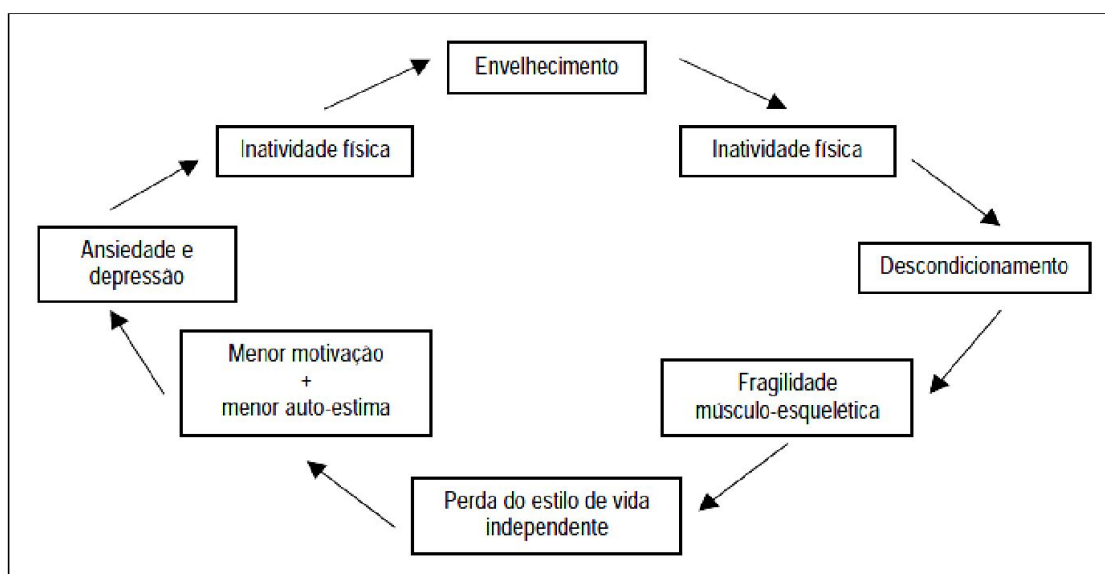 Envelhecimento
Inatividade física
Descondicionamento
Fragilidade
músculo-esquelética
Perda do estilo de vida
independente
Menor motivação
+
menor auto-estima
Ansiedade e
depressão
Inatividade física